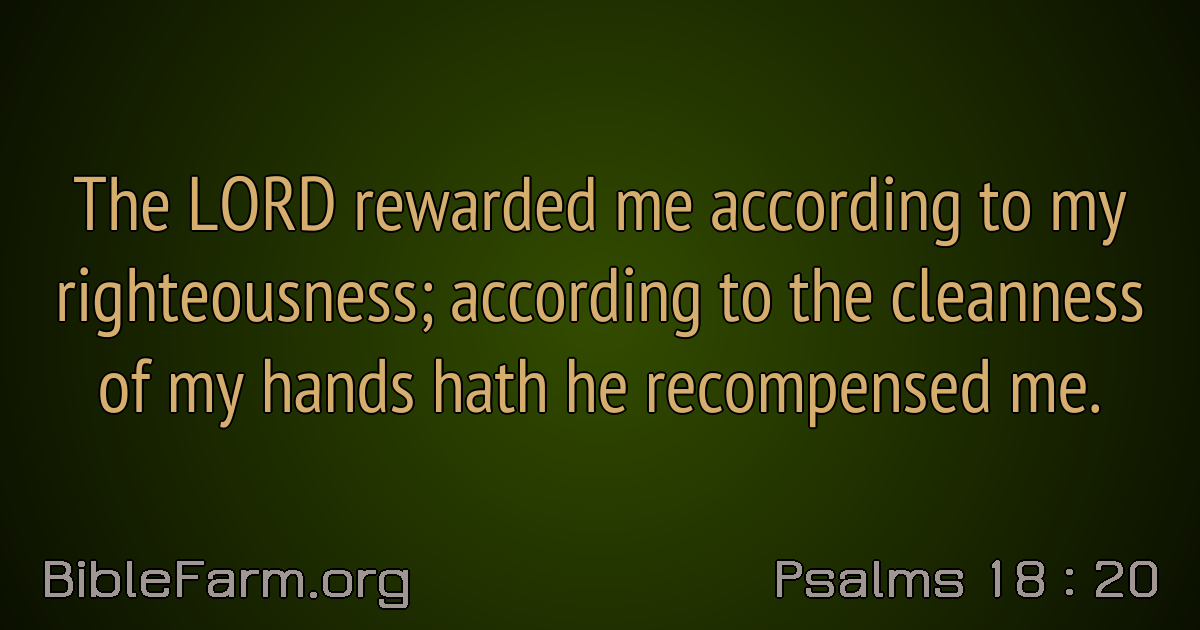 The LORD rewarded me according to my
righteousness; according to the cleanness
of my hands hath he recompensed me.
BibleFarm.org
Psalms 18 : 20